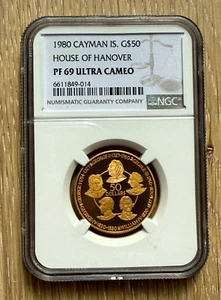 1980 CAYMAN IS. G$50
HOUSE OF HANOVER
PF 69 ULTRA CAMEO
6611849-014
NUMISMATIC GUARANTY COMPANY
NGC
50
DOLLARS